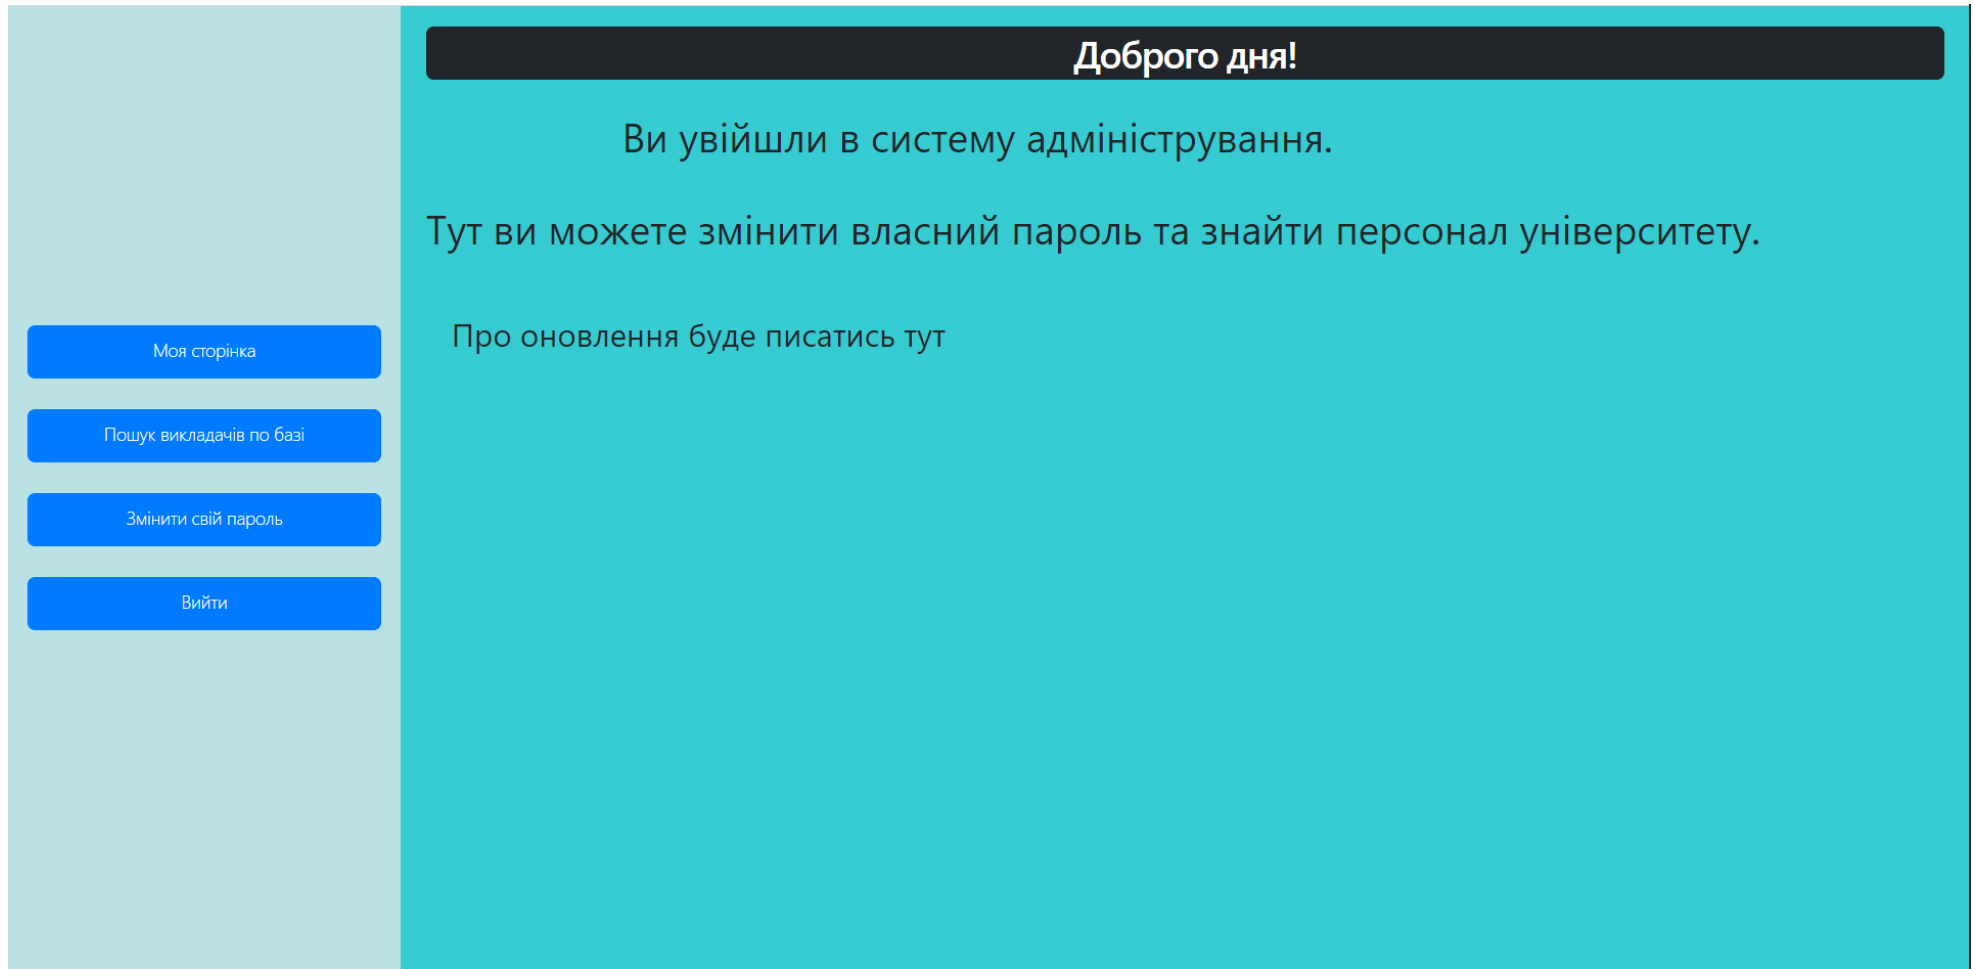 Доброго дня!
Ви увійшли в систему адміністрування.
Тут ви можете змінити власний пароль та знайти персонал університету.
Про оновлення буде писатись тут
Моя сторінка
Пошук викладачів по базі
Змінити свій пароль
Вийти